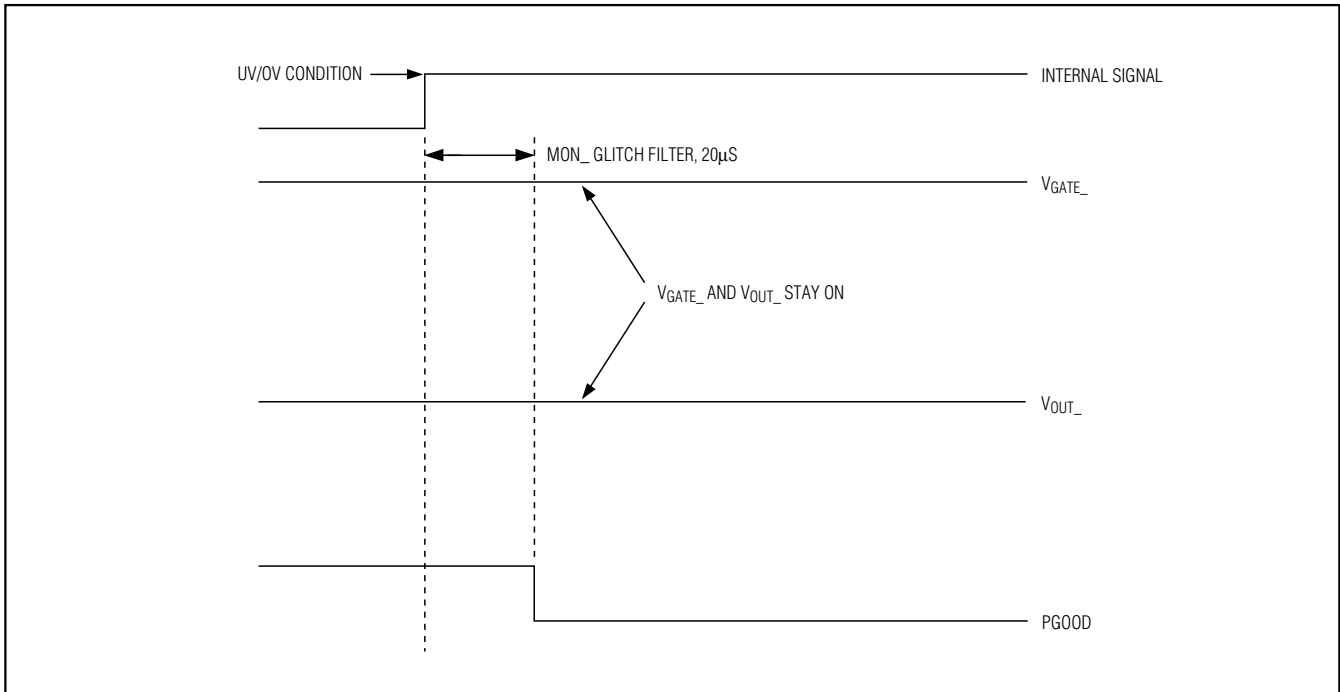 UV/OV CONDITION
INTERNAL SIGNAL
MON_ GLITCH FILTER, 20μS
VGATE_
VGATE_ AND VOUT_ STAY ON
VOUT_
PGOOD